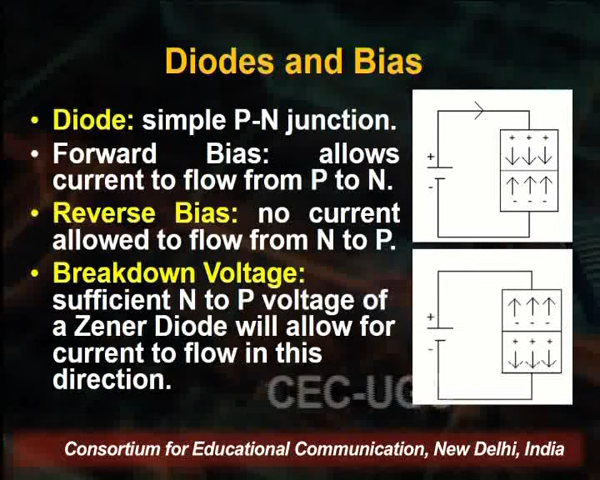 Diodes and Bias
• Diode: simple P-N junction.
• Forward Bias: allows
current to flow from P to N.
• Reverse Bias: no current
allowed to flow from N to P.
• Breakdown Voltage:
sufficient N to P voltage of
a Zener Diode will allow for
current to flow in this
direction.
+ + +
+
-
- - -
+
- - -
+ + +
-
CEC-UGC
Consortium for Educational Communication, New Delhi, India